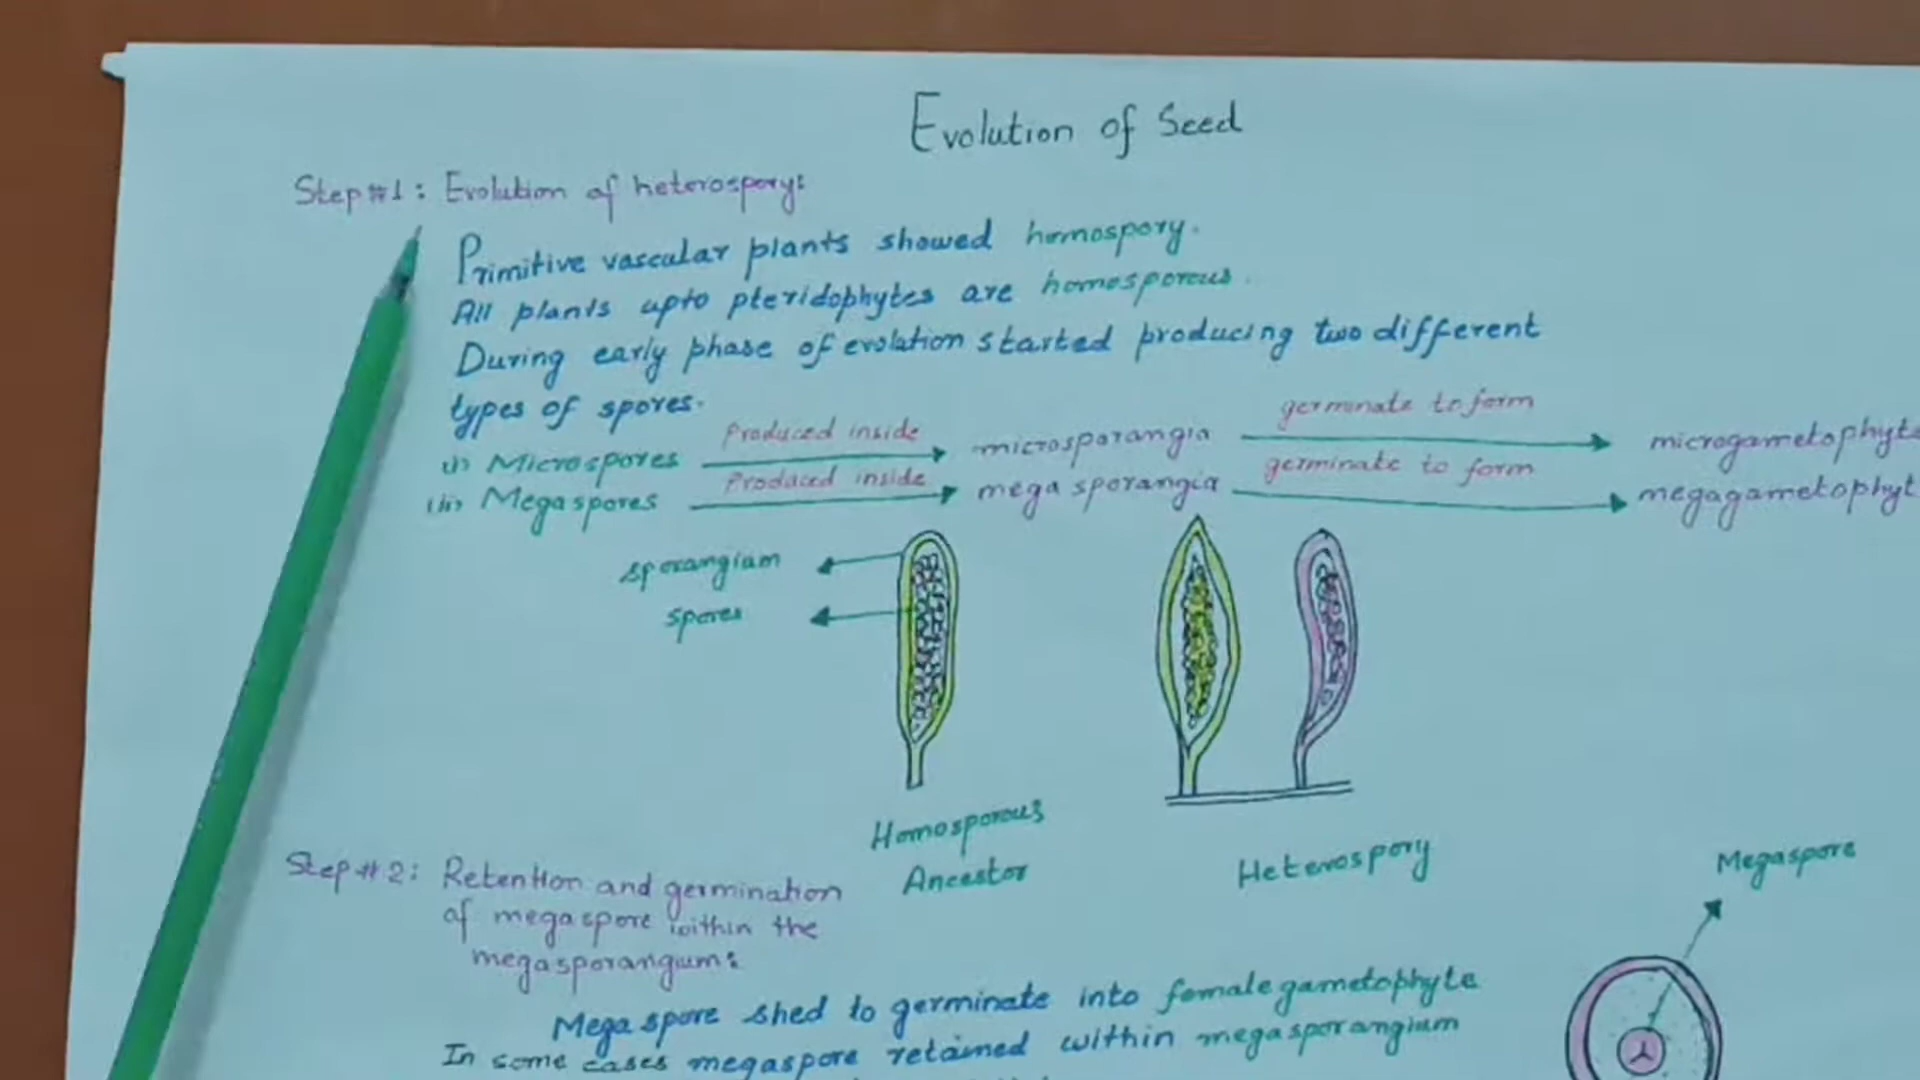 Evolution of Seed
Step#1: Evolution of heterospory:
Primitive vascular plants showed homospory.
All plants upto pteridophytes are homosporous.
During early phase of evolution started producing two different
types of spores.
(i) Microspores Produced inside microsporangia germinate to form microgametophyte
(ii) Megaspores Produced inside mega sporangia germinate to form megagametophyt
sporangium
spores
Homosporous
Ancestor
Heterospory
Step#2: Retention and germination
of megaspore within the
megasporangium:
Megaspore
Mega spore shed to germinate into female gametophyte
In some cases megaspore retained within megasporangium